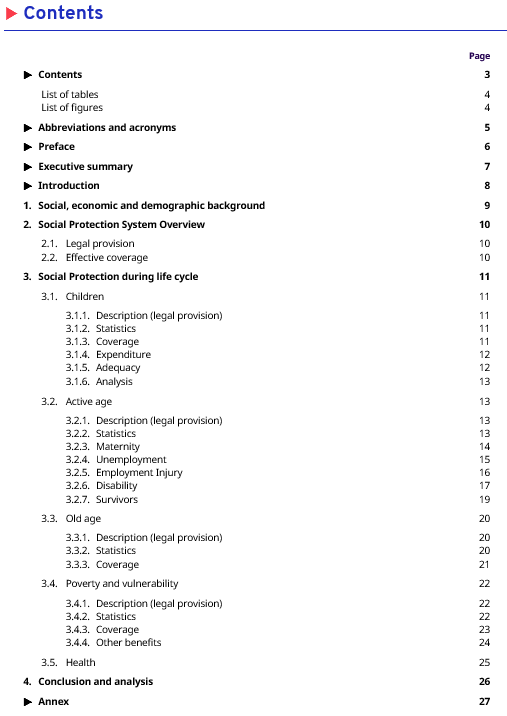 Contents
Page
Contents 3
List of tables 4
List of figures 4
Abbreviations and acronyms 5
Preface 6
Executive summary 7
Introduction 8
1. Social, economic and demographic background 9
2. Social Protection System Overview 10
2.1. Legal provision 10
2.2. Effective coverage 10
3. Social Protection during life cycle 11
3.1. Children 11
3.1.1. Description (legal provision) 11
3.1.2. Statistics 11
3.1.3. Coverage 11
3.1.4. Expenditure 12
3.1.5. Adequacy 12
3.1.6. Analysis 13
3.2. Active age 13
3.2.1. Description (legal provision) 13
3.2.2. Statistics 13
3.2.3. Maternity 14
3.2.4. Unemployment 15
3.2.5. Employment Injury 16
3.2.6. Disability 17
3.2.7. Survivors 19
3.3. Old age 20
3.3.1. Description (legal provision) 20
3.3.2. Statistics 20
3.3.3. Coverage 21
3.4. Poverty and vulnerability 22
3.4.1. Description (legal provision) 22
3.4.2. Statistics 22
3.4.3. Coverage 23
3.4.4. Other benefits 24
3.5. Health 25
4. Conclusion and analysis 26
Annex 27